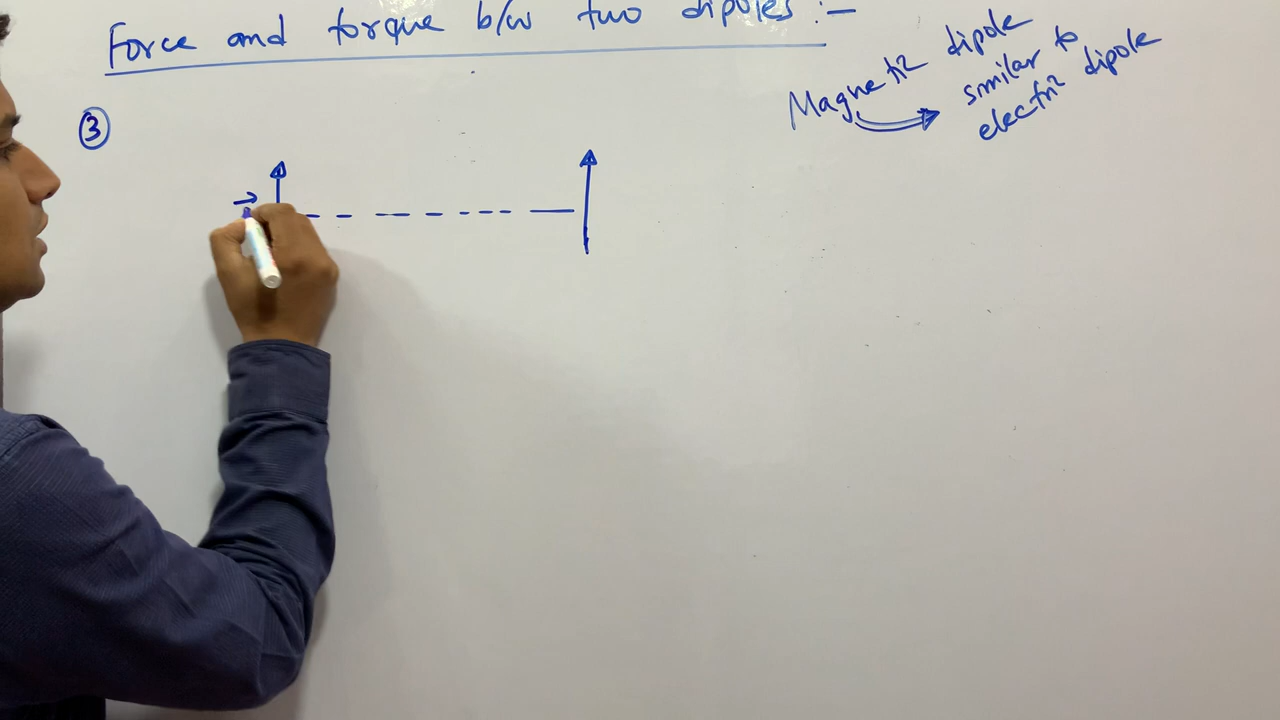 Force and torque b/w two dipoles :-
Magnetic dipole
similar to
electric dipole
3